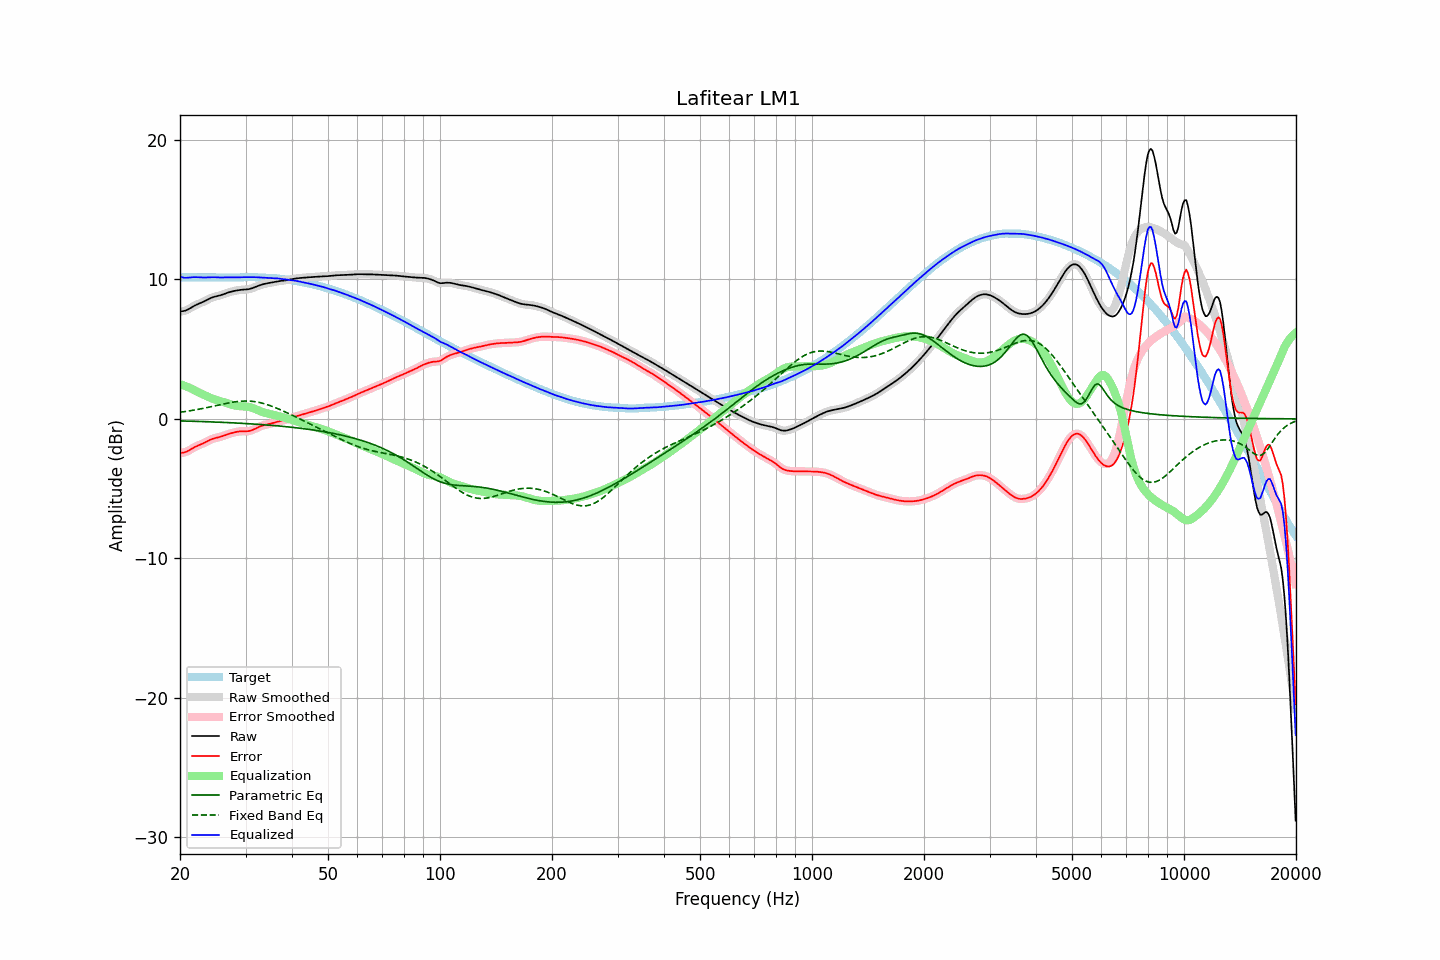 Lafitear LM1
Amplitude (dBr)
20
10
0
−10
−20
−30
Target
Raw Smoothed
Error Smoothed
Raw
Error
Equalization
Parametric Eq
Fixed Band Eq
Equalized
20 50 100 200 500 1000 2000 5000 10000 20000
Frequency (Hz)